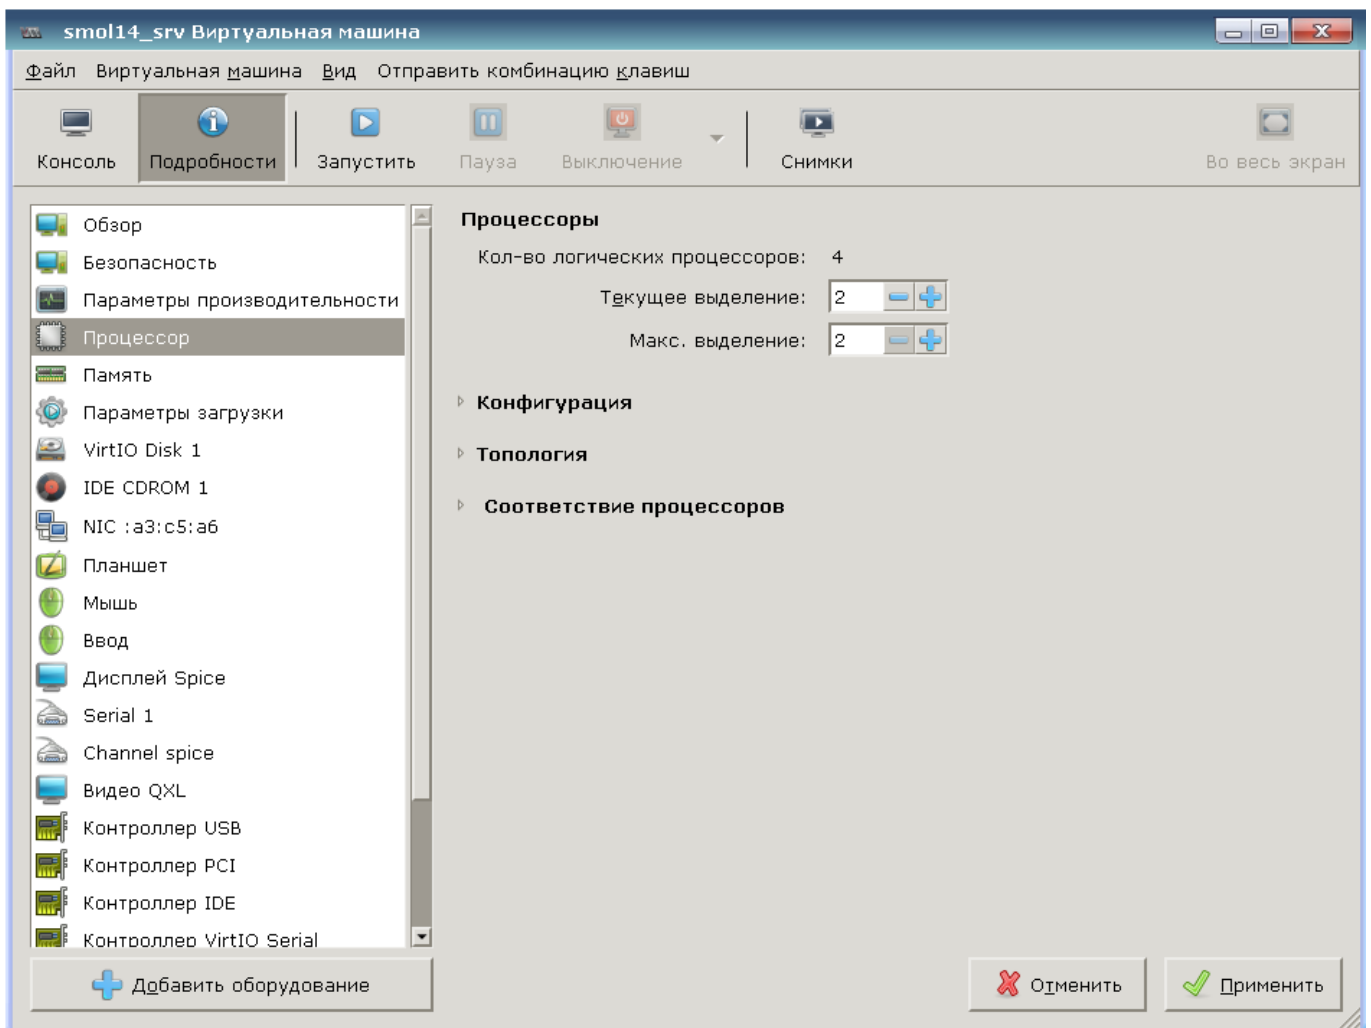 smol14_srv Виртуальная машина
Файл Виртуальная машина Вид Отправить комбинацию клавиш
Консоль Подробности Запустить Пауза Выключение Снимки Во весь экран
Обзор
Безопасность
Параметры производительности
Процессор
Память
Параметры загрузки
VirtIO Disk 1
IDE CDROM 1
NIC :a3:c5:a6
Планшет
Мышь
Ввод
Дисплей Spice
Serial 1
Channel spice
Видео QXL
Контроллер USB
Контроллер PCI
Контроллер IDE
Контроллер VirtIO Serial
Добавить оборудование
Процессоры
Кол-во логических процессоров: 4
Текущее выделение: 2
Макс. выделение: 2
Конфигурация
Топология
Соответствие процессоров
Отменить Применить